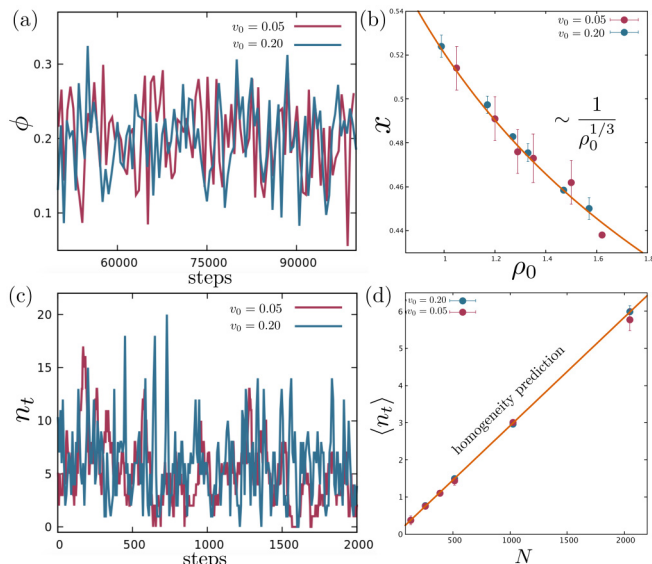 (a)
v₀ = 0.05
v₀ = 0.20
0.3
0.2
0.1
ϕ
60000
75000
90000
steps
(b)
v₀ = 0.05
v₀ = 0.20
0.54
0.52
0.5
0.48
0.46
0.44
x
∼ 1/ρ₀^{1/3}
1
1.2
1.4
1.6
1.8
ρ₀
(c)
v₀ = 0.05
v₀ = 0.20
20
15
10
5
0
n_t
0
500
1000
1500
2000
steps
(d)
v₀ = 0.20
v₀ = 0.05
6
5
4
3
2
1
0
⟨n_t⟩
homogeneity prediction
500
1000
1500
2000
N